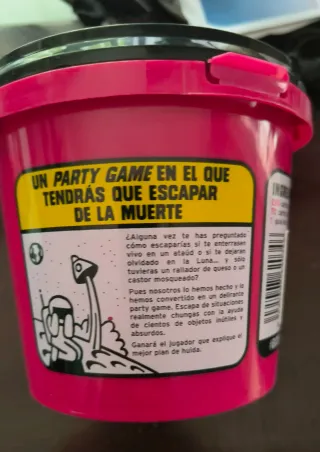 UN PARTY GAME EN EL QUE
TENDRÁS QUE ESCAPAR
DE LA MUERTE
¿Alguna vez te has preguntado
cómo escaparías si te enterrasen
vivo en un ataúd o si te dejaran
olvidado en la Luna... y sólo
tuvieras un rallador de queso o un
castor mosqueado?
Pues nosotros lo hemos hecho y lo
hemos convertido en un delirante
party game. Escapa de situaciones
realmente chungas con la ayuda
de cientos de objetos inútiles y
absurdos.
Ganará el jugador que explique el
mejor plan de huida.